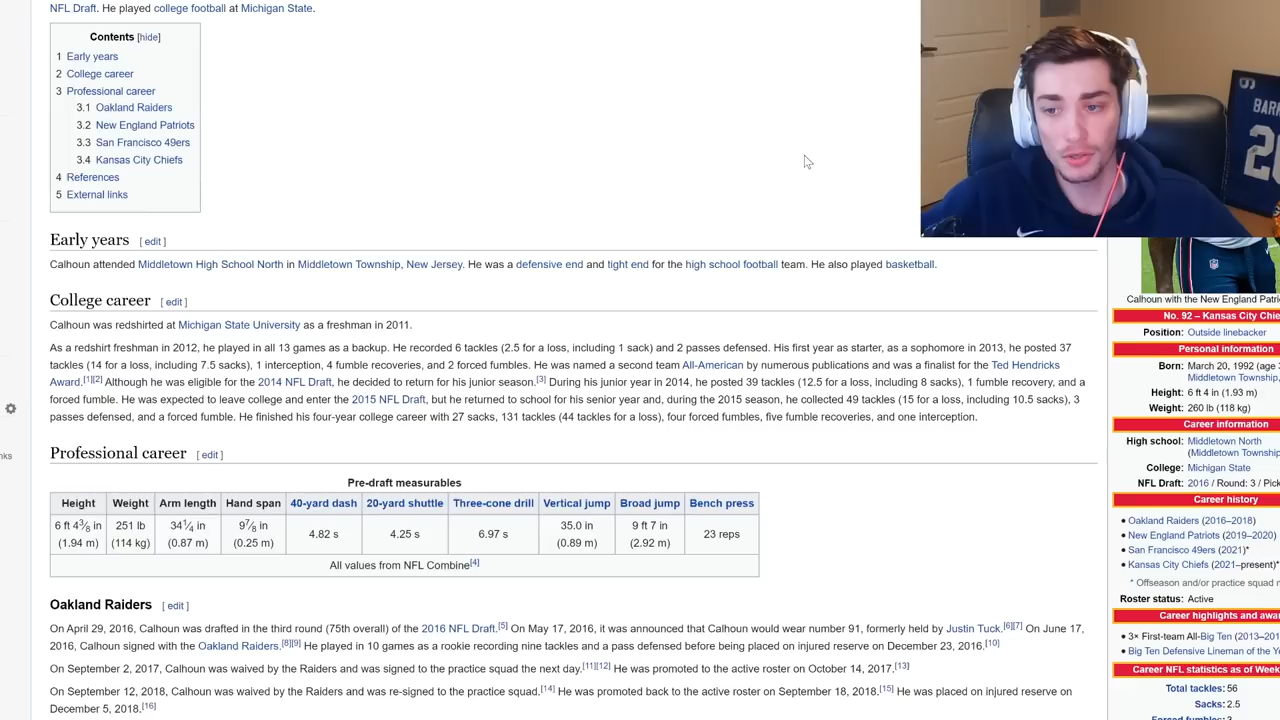 NFL Draft. He played college football at Michigan State.
Contents [hide]
1 Early years
2 College career
3 Professional career
3.1 Oakland Raiders
3.2 New England Patriots
3.3 San Francisco 49ers
3.4 Kansas City Chiefs
4 References
5 External links
BAR
2
Early years [ edit ]
Calhoun attended Middletown High School North in Middletown Township, New Jersey. He was a defensive end and tight end for the high school football team. He also played basketball.
College career [ edit ]
Calhoun was redshirted at Michigan State University as a freshman in 2011.
As a redshirt freshman in 2012, he played in all 13 games as a backup. He recorded 6 tackles (2.5 for a loss, including 1 sack) and 2 passes defensed. His first year as starter, as a sophomore in 2013, he posted 37
tackles (14 for a loss, including 7.5 sacks), 1 interception, 4 fumble recoveries, and 2 forced fumbles. He was named a second team All-American by numerous publications and was a finalist for the Ted Hendricks
Award.[1][2] Although he was eligible for the 2014 NFL Draft, he decided to return for his junior season.[3] During his junior year in 2014, he posted 39 tackles (12.5 for a loss, including 8 sacks), 1 fumble recovery, and a
forced fumble. He was expected to leave college and enter the 2015 NFL Draft, but he returned to school for his senior year and, during the 2015 season, he collected 49 tackles (15 for a loss, including 10.5 sacks), 3
passes defensed, and a forced fumble. He finished his four-year college career with 27 sacks, 131 tackles (44 tackles for a loss), four forced fumbles, five fumble recoveries, and one interception.
Professional career [ edit ]
Pre-draft measurables
Height Weight Arm length Hand span 40-yard dash 20-yard shuttle Three-cone drill Vertical jump Broad jump Bench press
6 ft 4 3/8 in 251 lb 34 1/4 in 9 7/8 in 4.82 s 4.25 s 6.97 s 35.0 in 9 ft 7 in 23 reps
(1.94 m) (114 kg) (0.87 m) (0.25 m) (0.89 m) (2.92 m)
All values from NFL Combine[4]
Oakland Raiders [ edit ]
On April 29, 2016, Calhoun was drafted in the third round (75th overall) of the 2016 NFL Draft.[5] On May 17, 2016, it was announced that Calhoun would wear number 91, formerly held by Justin Tuck.[6][7] On June 17,
2016, Calhoun signed with the Oakland Raiders.[8][9] He played in 10 games as a rookie recording nine tackles and a pass defensed before being placed on injured reserve on December 23, 2016.[10]
On September 2, 2017, Calhoun was waived by the Raiders and was signed to the practice squad the next day.[11][12] He was promoted to the active roster on October 14, 2017.[13]
On September 12, 2018, Calhoun was waived by the Raiders and was re-signed to the practice squad.[14] He was promoted back to the active roster on September 18, 2018.[15] He was placed on injured reserve on
December 5, 2018.[16]
nks
Calhoun with the New England Patri
No. 92 – Kansas City Chie
Position: Outside linebacker
Personal information
Born: March 20, 1992 (age
Middletown Township,
Height: 6 ft 4 in (1.93 m)
Weight: 260 lb (118 kg)
Career information
High school: Middletown North
(Middletown Township
College: Michigan State
NFL Draft: 2016 / Round: 3 / Pick
Career history
• Oakland Raiders (2016–2018)
• New England Patriots (2019–2020)
• San Francisco 49ers (2021)*
• Kansas City Chiefs (2021–present)*
* Offseason and/or practice squad
Roster status: Active
Career highlights and awa
• 3× First-team All-Big Ten (2013–201
• Big Ten Defensive Lineman of the Ye
Career NFL statistics as of Week
Total tackles: 56
Sacks: 2.5
Forced fumbles: 3